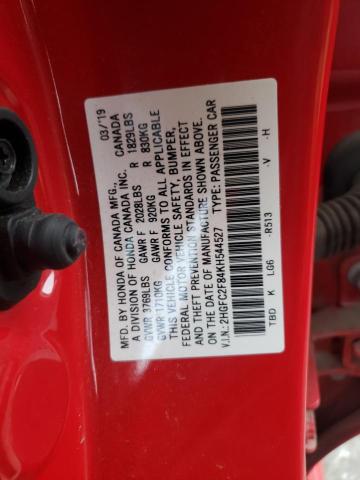 MFD. BY HONDA OF CANADA MFG., 03/'19
A DIVISION OF HONDA CANADA INC. CANADA
GVWR 3769LBS GAWR F 2028LBS R 1829LBS
GVWR 1710KG GAWR F 920KG R 830KG
THIS VEHICLE CONFORMS TO ALL APPLICABLE
FEDERAL MOTOR VEHICLE SAFETY, BUMPER,
AND THEFT PREVENTION STANDARDS IN EFFECT
ON THE DATE OF MANUFACTURE SHOWN ABOVE.
V.I.N.: 2HGFC2F84KH544527 TYPE: PASSENGER CAR
TBD K LG6 -R513 -V -H